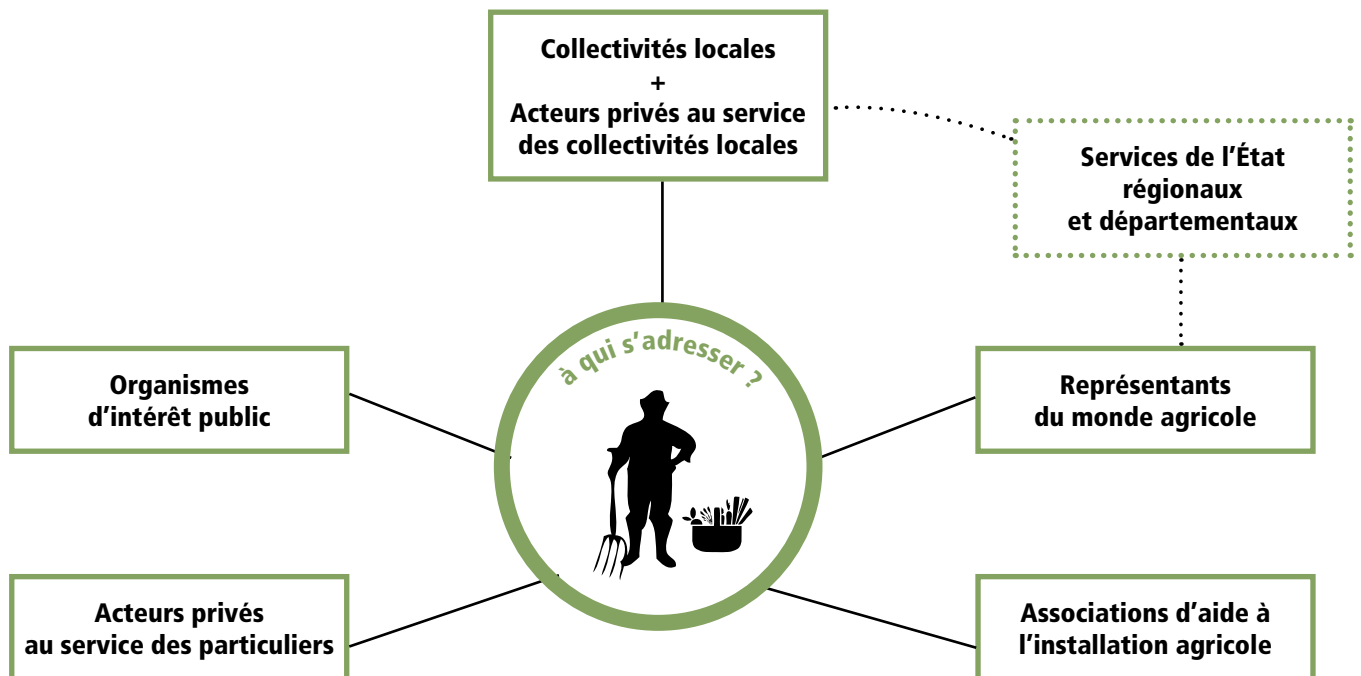 Collectivités locales
+
Acteurs privés au service
des collectivités locales
Services de l'État
régionaux
et départementaux
à qui s'adresser ?
Organismes
d'intérêt public
Représentants
du monde agricole
Acteurs privés
au service des particuliers
Associations d'aide à
l'installation agricole